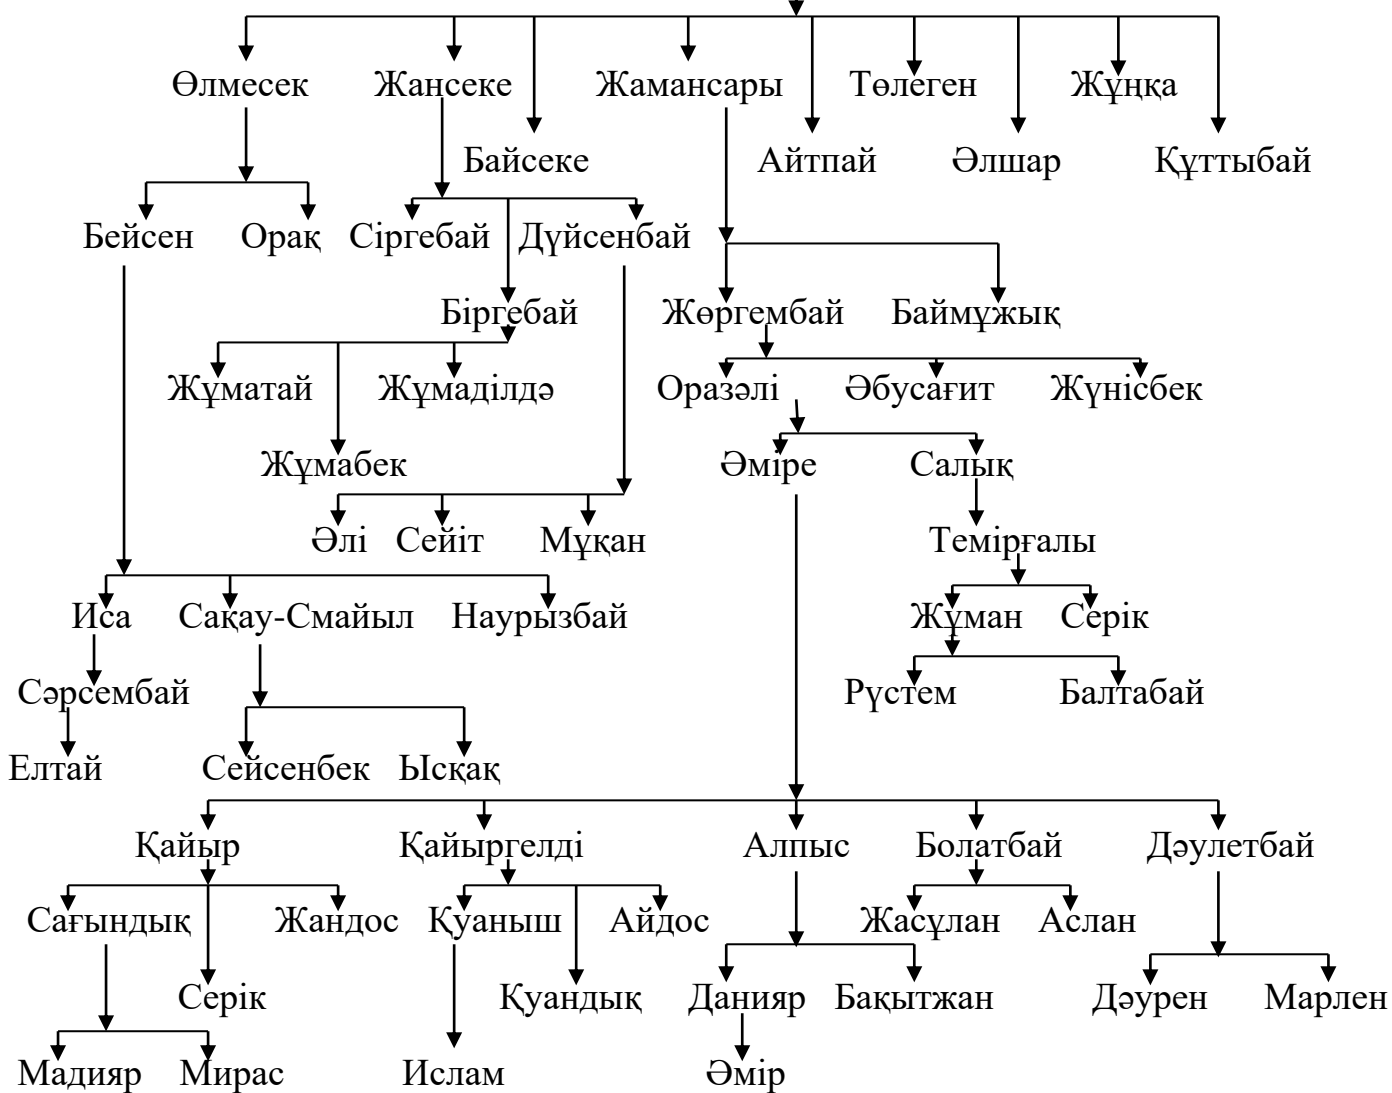 Өлмесек Жансеке Жамансары Төлеген Жұңқа
Байсеке Айтпай Әлшар Құттыбай
Бейсен Орақ Сіргебай Дүйсенбай
Біргебай Жөргембай Баймұжық
Жұматай Жұмаділдә Оразәлі Әбусағит Жүнісбек
Жұмабек Әміре Салық
Әлі Сейіт Мұқан Темірғалы
Иса Сақау-Смайыл Наурызбай Жұман Серік
Сәрсембай Рүстем Балтабай
Елтай Сейсенбек Ысқақ
Қайыр Қайыргелді Алпыс Болатбай Дәулетбай
Сағындық Жандос Қуаныш Айдос Жасұлан Аслан
Серік Қуандық Данияр Бақытжан Дәурен Марлен
Мадияр Мирас Ислам Әмір